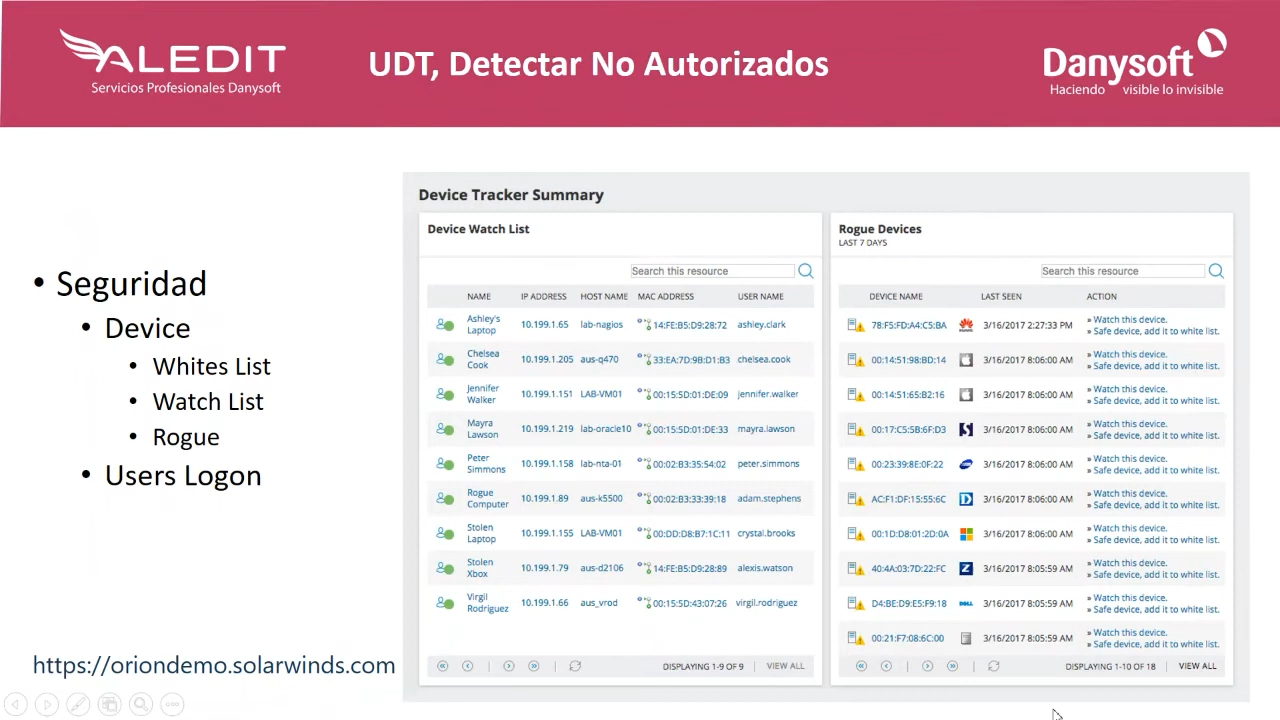 ALEDIT
Servicios Profesionales Danysoft
UDT, Detectar No Autorizados
Danysoft
Haciendo visible lo invisible
• Seguridad
• Device
• Whites List
• Watch List
• Rogue
• Users Logon
https://oriondemo.solarwinds.com
Device Tracker Summary
Device Watch List
Search this resource
NAME IP ADDRESS HOST NAME MAC ADDRESS USER NAME
Ashley's Laptop 10.199.1.65 lab-nagios 14:FE:B5:D9:28:72 ashley.clark
Chelsea Cook 10.199.1.205 aus-q470 33:EA:7D:9B:D1:B3 chelsea.cook
Jennifer Walker 10.199.1.151 LAB-VM01 00:15:5D:01:DE:09 jennifer.walker
Mayra Lawson 10.199.1.219 lab-oracle10 00:15:5D:01:DE:33 mayra.lawson
Peter Simmons 10.199.1.158 lab-nta-01 00:02:B3:35:54:02 peter.simmons
Rogue Computer 10.199.1.89 aus-k5500 00:02:B3:33:39:18 adam.stephens
Stolen Laptop 10.199.1.155 LAB-VM01 00:DD:D8:B7:1C:11 crystal.brooks
Stolen Xbox 10.199.1.79 aus-d2106 14:FE:B5:D9:28:89 alexis.watson
Virgil Rodriguez 10.199.1.66 aus_vrod 00:15:5D:43:07:26 virgil.rodriguez
DISPLAYING 1-9 OF 9 VIEW ALL
Rogue Devices
LAST 7 DAYS
Search this resource
DEVICE NAME LAST SEEN ACTION
78:F5:FD:A4:C5:BA 3/16/2017 2:27:33 PM » Watch this device.
» Safe device, add it to white list.
00:14:51:98:BD:14 3/16/2017 8:06:00 AM » Watch this device.
» Safe device, add it to white list.
00:14:51:65:B2:16 3/16/2017 8:06:00 AM » Watch this device.
» Safe device, add it to white list.
00:17:C5:5B:6F:D3 3/16/2017 8:06:00 AM » Watch this device.
» Safe device, add it to white list.
00:23:39:8E:0F:22 3/16/2017 8:06:00 AM » Watch this device.
» Safe device, add it to white list.
AC:F1:DF:15:55:6C 3/16/2017 8:06:00 AM » Watch this device.
» Safe device, add it to white list.
00:1D:D8:01:2D:0A 3/16/2017 8:06:00 AM » Watch this device.
» Safe device, add it to white list.
40:4A:03:7D:22:FC 3/16/2017 8:05:59 AM » Watch this device.
» Safe device, add it to white list.
D4:BE:D9:E5:F9:18 DELL 3/16/2017 8:05:59 AM » Watch this device.
» Safe device, add it to white list.
00:21:F7:08:6C:00 3/16/2017 8:05:59 AM » Watch this device.
» Safe device, add it to white list.
DISPLAYING 1-10 OF 18 VIEW ALL